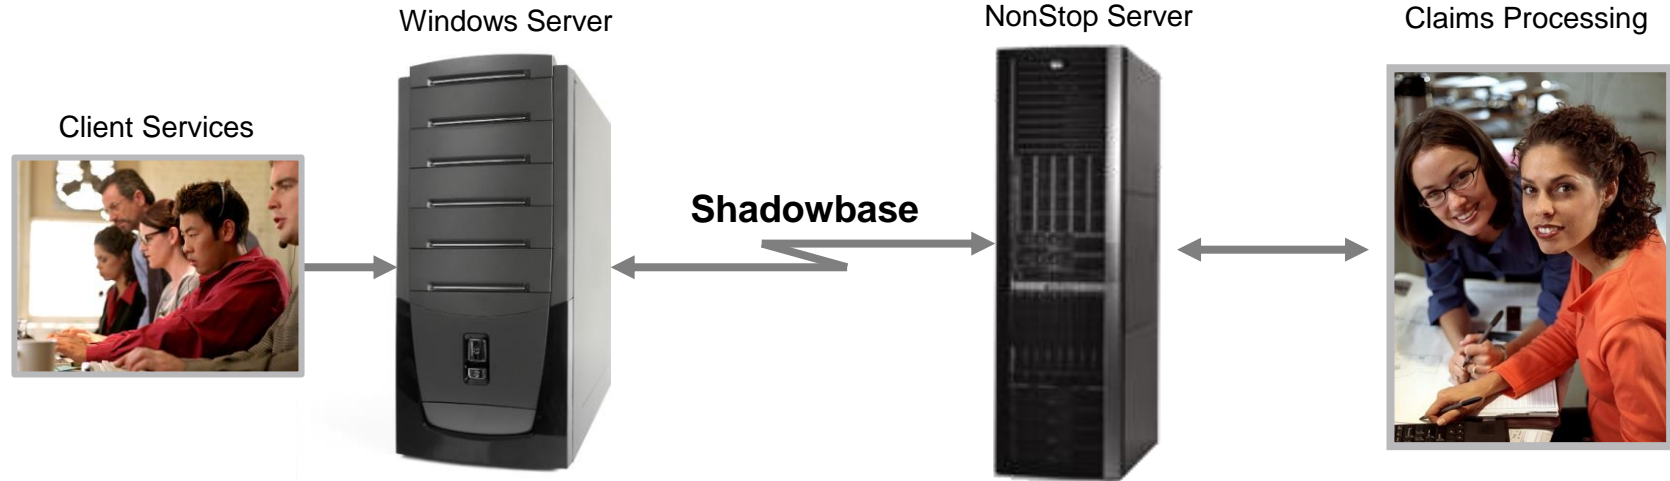 Windows Server
NonStop Server
Claims Processing
Client Services
Shadowbase